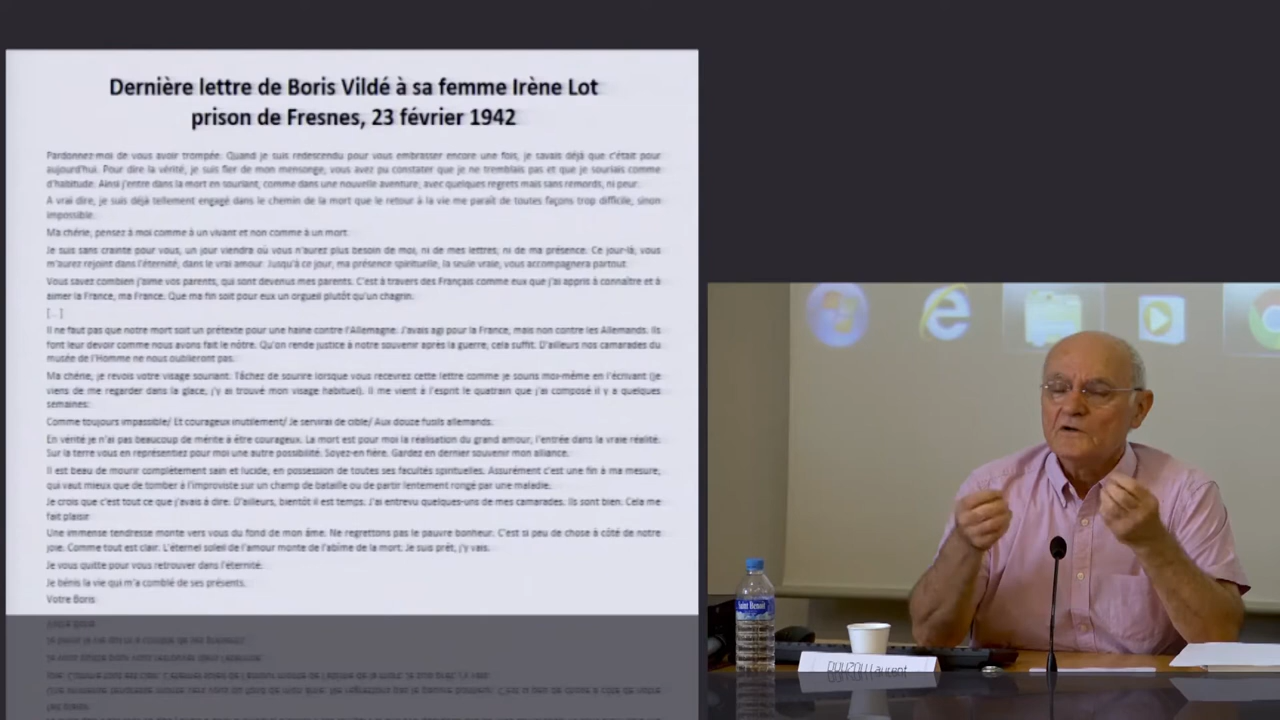 Dernière lettre de Boris Vildé à sa femme Irène Lot
prison de Fresnes, 23 février 1942
Pardonnez-moi de vous avoir trompée. Quand je suis redescendu pour vous embrasser encore une fois, je savais déjà que c'était pour
aujourd'hui. Pour dire la vérité, je suis fier de mon mensonge, vous avez pu constater que je ne tremblais pas et que je souriais comme
d'habitude. Ainsi j'entre dans la mort en souriant, comme dans une nouvelle aventure, avec quelques regrets mais sans remords, ni peur.
A vrai dire, je suis déjà tellement engagé dans le chemin de la mort que le retour à la vie me paraît de toutes façons trop difficile, sinon
impossible.
Ma chérie, pensez à moi comme à un vivant et non comme à un mort.
Je suis sans crainte pour vous, un jour viendra où vous n'aurez plus besoin de moi, ni de mes lettres, ni de ma présence. Ce jour-là, vous
m'aurez rejoint dans l'éternité, dans le vrai amour. Jusqu'à ce jour, ma présence spirituelle, la seule vraie, vous accompagnera partout.
Vous savez combien j'aime vos parents, qui sont devenus mes parents. C'est à travers des Français comme eux que j'ai appris à connaître et à
aimer la France, ma France. Que ma fin soit pour eux un orgueil plutôt qu'un chagrin.
[...]
Il ne faut pas que notre mort soit un prétexte pour une haine contre l'Allemagne. J'avais agi pour la France, mais non contre les Allemands. Ils
font leur devoir comme nous avons fait le nôtre. Qu'on rende justice à notre souvenir après la guerre, cela suffit. D'ailleurs nos camarades du
musée de l'Homme ne nous oublieront pas.
Ma chérie, je revois votre visage souriant. Tâchez de sourire lorsque vous recevrez cette lettre comme je souris moi-même en l'écrivant (je
viens de me regarder dans la glace, j'y ai trouvé mon visage habituel). Il me vient à l'esprit le quatrain que j'ai composé il y a quelques
semaines:
Comme toujours impassible/ Et courageux inutilement/ Je servirai de cible/ Aux douze fusils allemands.
En vérité je n'ai pas beaucoup de mérite à être courageux. La mort est pour moi la réalisation du grand amour, l'entrée dans la vraie réalité.
Sur la terre vous en représentiez pour moi une autre possibilité. Soyez-en fière. Gardez en dernier souvenir mon alliance.
Il est beau de mourir complètement sain et lucide, en possession de toutes ses facultés spirituelles. Assurément c'est une fin à ma mesure,
qui vaut mieux que de tomber à l'improviste sur un champ de bataille ou de partir lentement rongé par une maladie.
Je crois que c'est tout ce que j'avais à dire. D'ailleurs, bientôt il est temps. J'ai entrevu quelques-uns de mes camarades. Ils sont bien. Cela me
fait plaisir.
Une immense tendresse monte vers vous du fond de mon âme. Ne regrettons pas le pauvre bonheur. C'est si peu de chose à côté de notre
joie. Comme tout est clair. L'éternel soleil de l'amour monte de l'abîme de la mort. Je suis prêt, j'y vais.
Je vous quitte pour vous retrouver dans l'éternité.
Je bénis la vie qui m'a comblé de ses présents.
Votre Boris.
Saint Benoit
Laurent